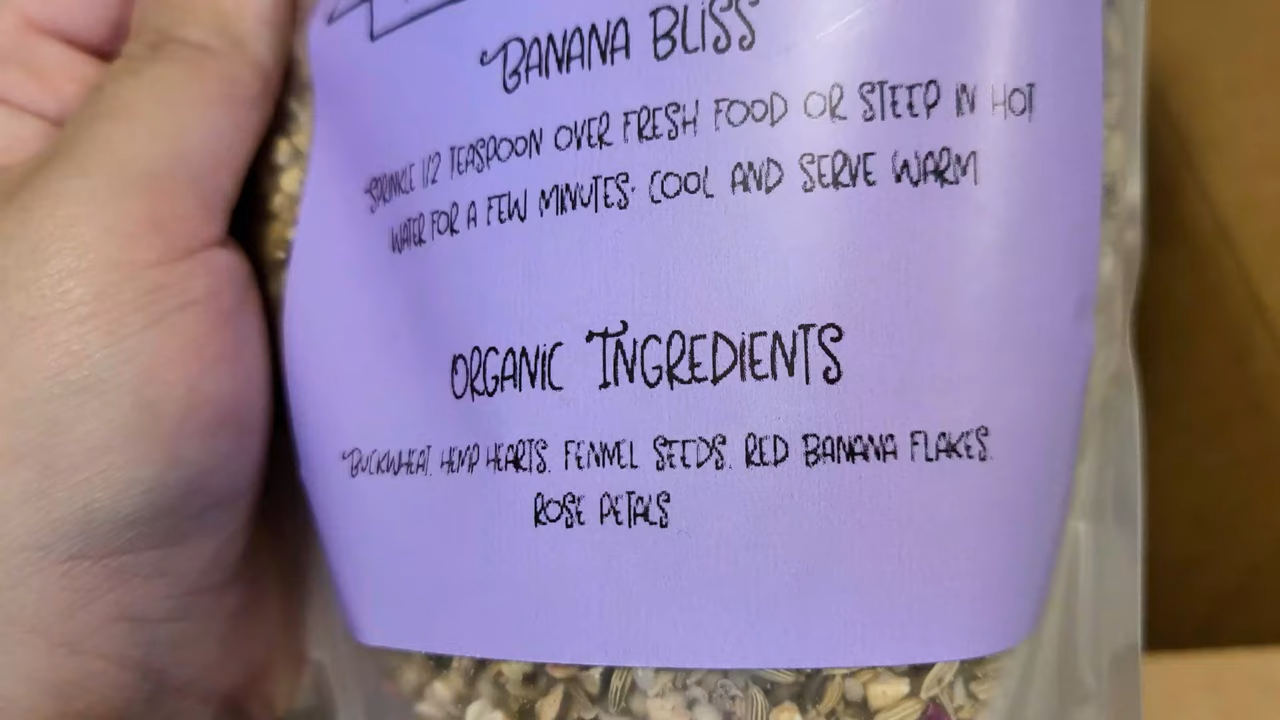 BANANA BLISS
SPRINKLE 1/2 TEASPOON OVER FRESH FOOD OR STEEP IN HOT
WATER FOR A FEW MINUTES. COOL AND SERVE WARM
ORGANIC INGREDIENTS
BUCKWHEAT, HEMP HEARTS, FENNEL SEEDS, RED BANANA FLAKES,
ROSE PETALS